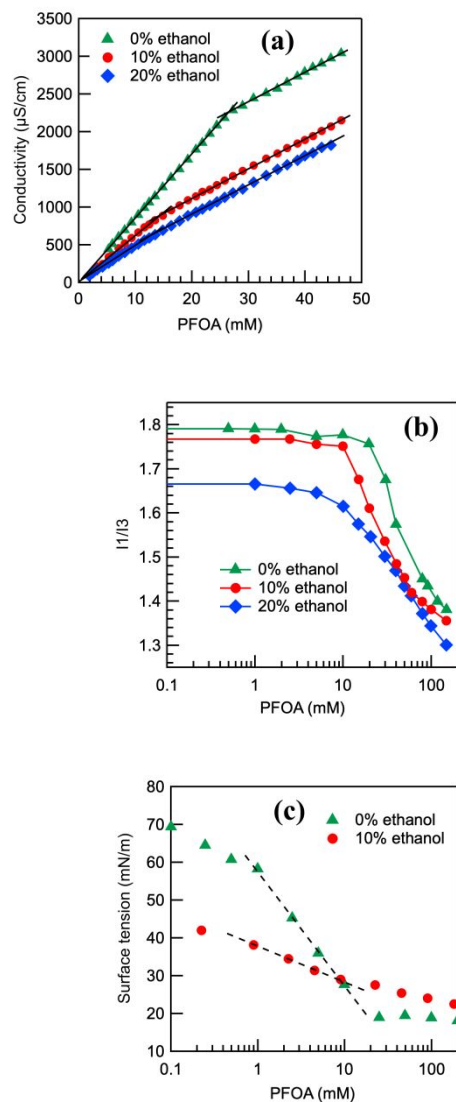 3500
3000
2500
2000
1500
1000
500
0
Conductivity (µS/cm)
0% ethanol
10% ethanol
20% ethanol
(a)
0 10 20 30 40 50
PFOA (mM)
1.8
1.7
1.6
1.5
1.4
1.3
I1/I3
(b)
0% ethanol
10% ethanol
20% ethanol
0.1 1 10 100
PFOA (mM)
80
70
60
50
40
30
20
10
Surface tension (mN/m)
(c)
0% ethanol
10% ethanol
0.1 1 10 100
PFOA (mM)